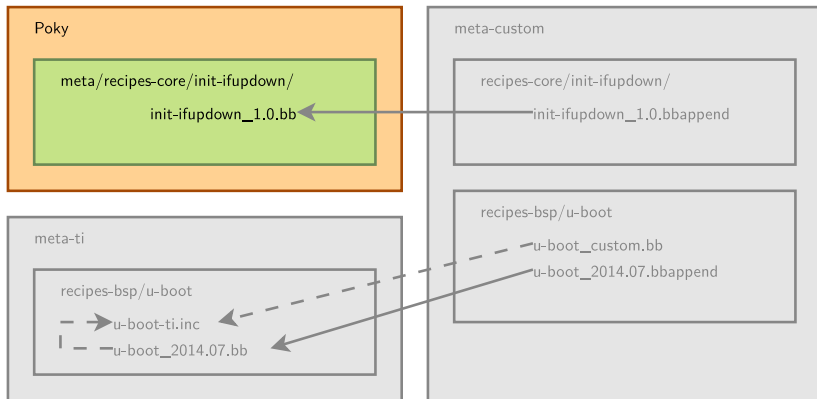 Poky
meta/recipes-core/init-ifupdown/
init-ifupdown_1.0.bb
meta-custom
recipes-core/init-ifupdown/
init-ifupdown_1.0.bbappend
recipes-bsp/u-boot
u-boot_custom.bb
u-boot_2014.07.bbappend
meta-ti
recipes-bsp/u-boot
u-boot-ti.inc
u-boot_2014.07.bb